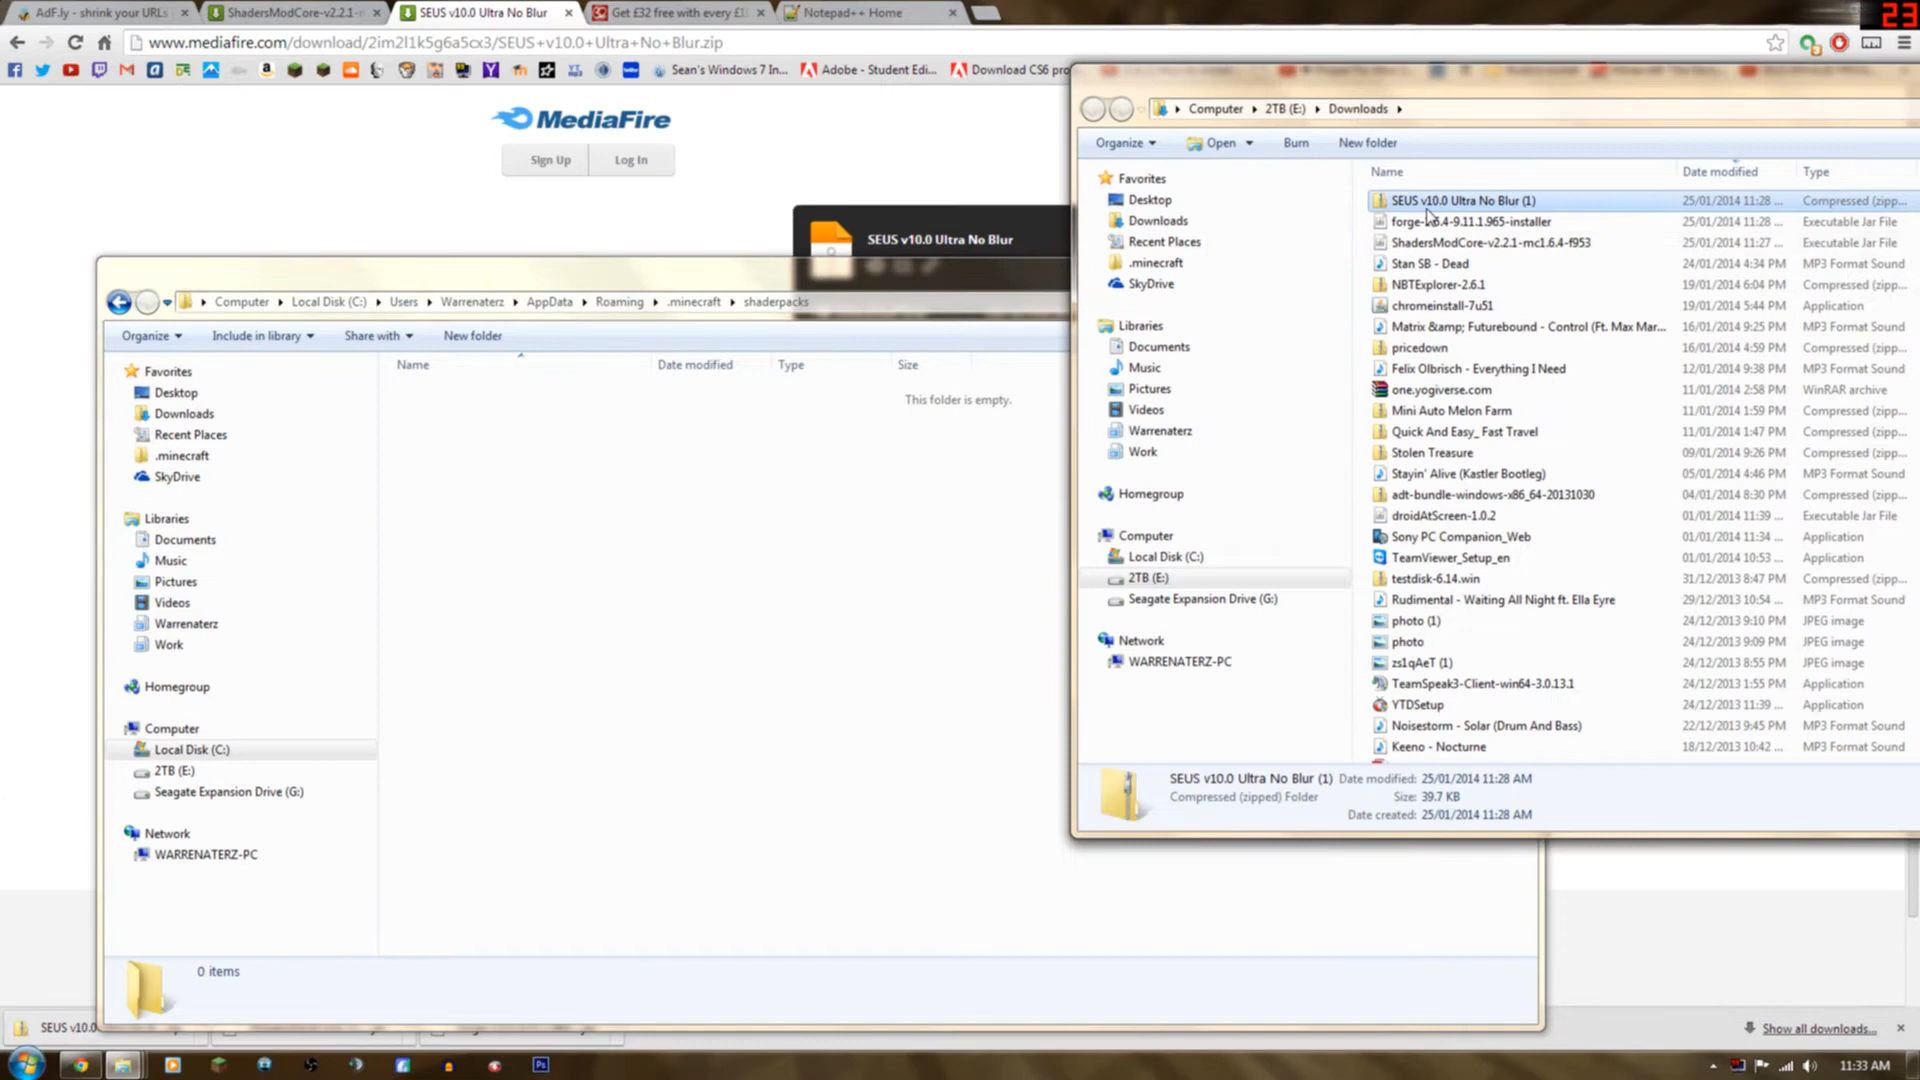 AdF.ly - shrink your URLs
ShadersModCore-v2.2.1-
SEUS v10.0 Ultra No Blur
Get £32 free with every £1
Notepad++ Home
23
www.mediafire.com/download/2im2l1k5g6a5cx3/SEUS+v10.0+Ultra+No+Blur.zip
Sean's Windows 7 In...
Adobe - Student Edi...
Download CS6 pro
MediaFire
Sign Up
Log In
SEUS v10.0 Ultra No Blur
Computer
Local Disk (C:)
Users
Warrenaterz
AppData
Roaming
.minecraft
shaderpacks
Organize
Include in library
Share with
New folder
Name
Date modified
Type
Size
This folder is empty.
Favorites
Desktop
Downloads
Recent Places
.minecraft
SkyDrive
Libraries
Documents
Music
Pictures
Videos
Warrenaterz
Work
Homegroup
Computer
Local Disk (C:)
2TB (E:)
Seagate Expansion Drive (G:)
Network
WARRENATERZ-PC
0 items
Computer
2TB (E:)
Downloads
Organize
Open
Burn
New folder
Favorites
Desktop
Downloads
Recent Places
.minecraft
SkyDrive
Libraries
Documents
Music
Pictures
Videos
Warrenaterz
Work
Homegroup
Computer
Local Disk (C:)
2TB (E:)
Seagate Expansion Drive (G:)
Network
WARRENATERZ-PC
Name Date modified Type
SEUS v10.0 Ultra No Blur (1) 25/01/2014 11:28 ... Compressed (zipp...
forge-1.6.4-9.11.1.965-installer 25/01/2014 11:28 ... Executable Jar File
ShadersModCore-v2.2.1-mc1.6.4-f953 25/01/2014 11:27 ... Executable Jar File
Stan SB - Dead 24/01/2014 4:34 PM MP3 Format Sound
NBTExplorer-2.6.1 19/01/2014 6:04 PM Compressed (zipp...
chromeinstall-7u51 19/01/2014 5:44 PM Application
Matrix &amp; Futurebound - Control (Ft. Max Mar... 16/01/2014 9:25 PM MP3 Format Sound
pricedown 16/01/2014 4:59 PM Compressed (zipp...
Felix Olbrisch - Everything I Need 12/01/2014 9:38 PM MP3 Format Sound
one.yogiverse.com 11/01/2014 2:58 PM WinRAR archive
Mini Auto Melon Farm 11/01/2014 1:59 PM Compressed (zipp...
Quick And Easy_ Fast Travel 11/01/2014 1:47 PM Compressed (zipp...
Stolen Treasure 09/01/2014 9:26 PM Compressed (zipp...
Stayin' Alive (Kastler Bootleg) 05/01/2014 4:46 PM MP3 Format Sound
adt-bundle-windows-x86_64-20131030 04/01/2014 8:30 PM Compressed (zipp...
droidAtScreen-1.0.2 01/01/2014 11:39 ... Executable Jar File
Sony PC Companion_Web 01/01/2014 11:34 ... Application
TeamViewer_Setup_en 01/01/2014 10:53 ... Application
testdisk-6.14.win 31/12/2013 8:47 PM Compressed (zipp...
Rudimental - Waiting All Night ft. Ella Eyre 29/12/2013 10:54 ... MP3 Format Sound
photo (1) 24/12/2013 9:10 PM JPEG image
photo 24/12/2013 9:09 PM JPEG image
zs1qAeT (1) 24/12/2013 8:55 PM JPEG image
TeamSpeak3-Client-win64-3.0.13.1 24/12/2013 1:55 PM Application
YTDSetup 24/12/2013 11:39 ... Application
Noisestorm - Solar (Drum And Bass) 22/12/2013 9:45 PM MP3 Format Sound
Keeno - Nocturne 18/12/2013 10:42 ... MP3 Format Sound
SEUS v10.0 Ultra No Blur (1) Date modified: 25/01/2014 11:28 AM
Compressed (zipped) Folder Size: 39.7 KB
Date created: 25/01/2014 11:28 AM
SEUS v10.0
Show all downloads...
Ps
11:33 AM